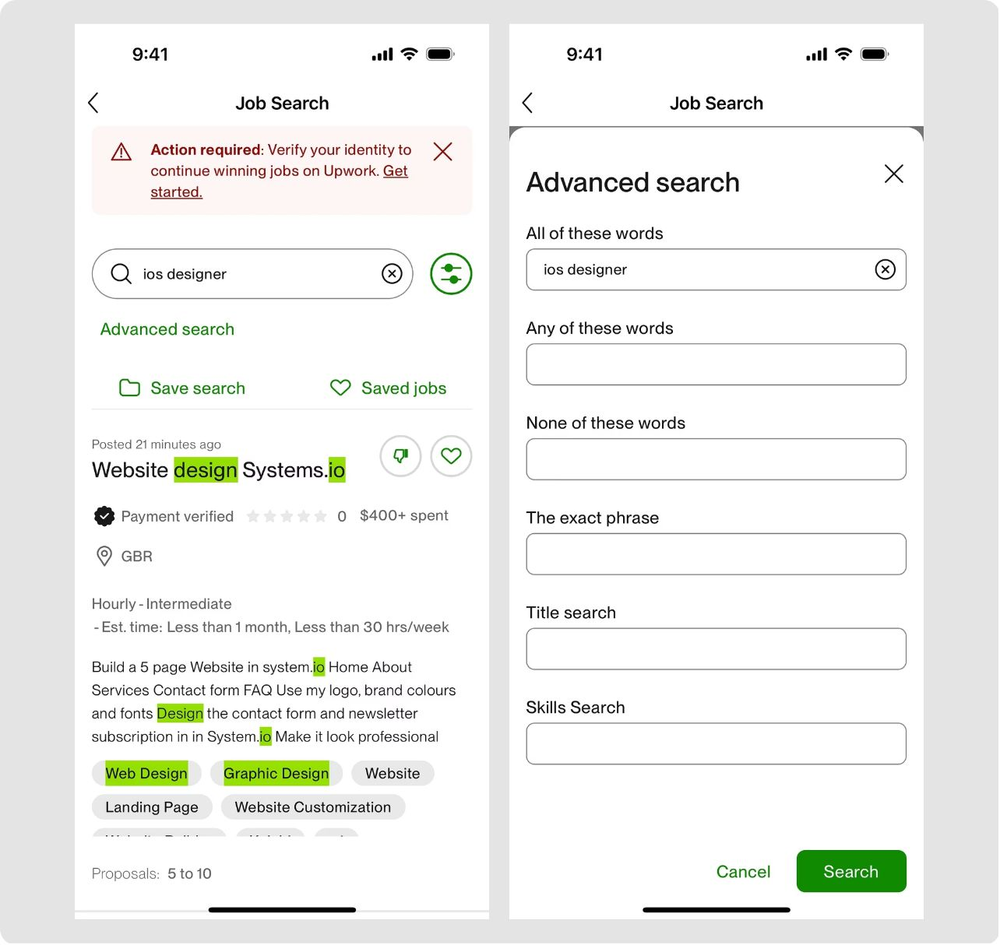 9:41
Job Search
Action required: Verify your identity to
continue winning jobs on Upwork. Get
started.
ios designer
Advanced search
Save search
Saved jobs
Posted 21 minutes ago
Website design Systems.io
Payment verified 0 $400+ spent
GBR
Hourly - Intermediate
- Est. time: Less than 1 month, Less than 30 hrs/week
Build a 5 page Website in system.io Home About
Services Contact form FAQ Use my logo, brand colours
and fonts Design the contact form and newsletter
subscription in in System.io Make it look professional
Web Design Graphic Design Website
Landing Page Website Customization
Proposals: 5 to 10
9:41
Job Search
Advanced search
All of these words
ios designer
Any of these words
None of these words
The exact phrase
Title search
Skills Search
Cancel
Search